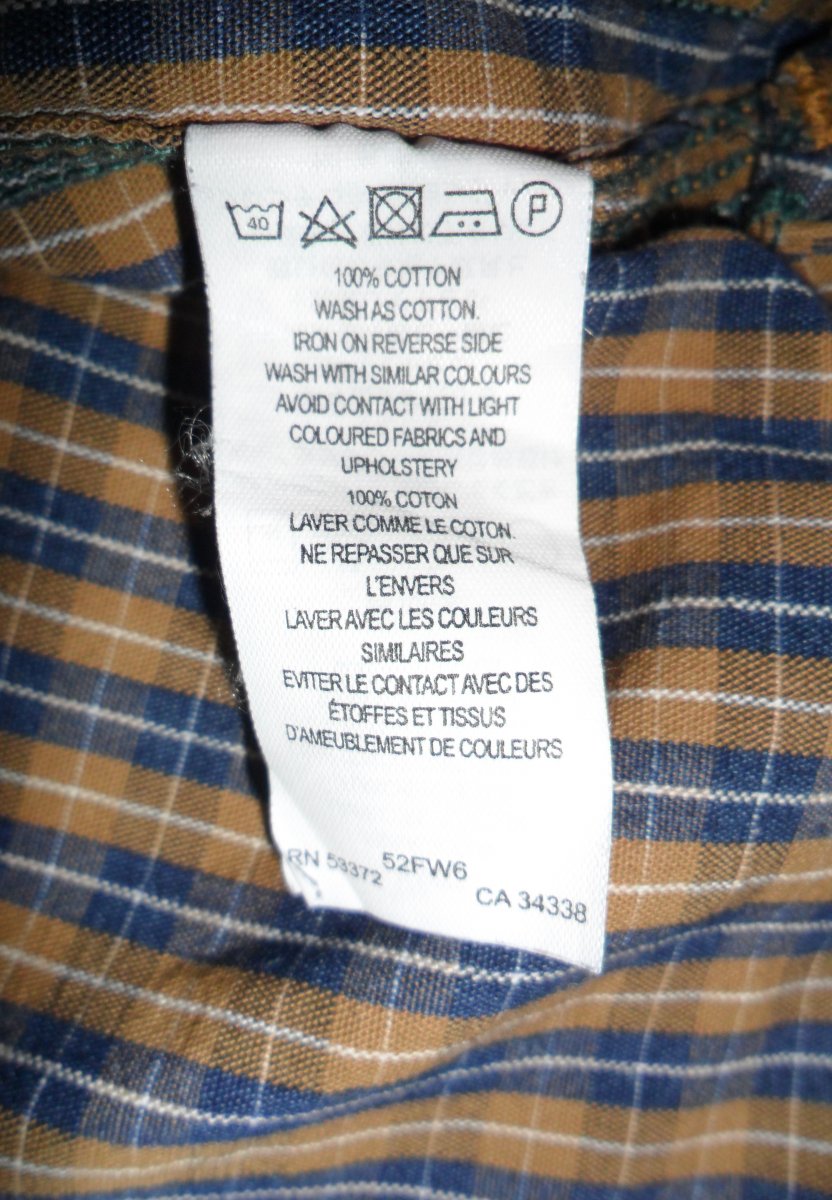 40
P
100% COTTON
WASH AS COTTON.
IRON ON REVERSE SIDE
WASH WITH SIMILAR COLOURS
AVOID CONTACT WITH LIGHT
COLOURED FABRICS AND
UPHOLSTERY
100% COTON
LAVER COMME LE COTON.
NE REPASSER QUE SUR
L'ENVERS
LAVER AVEC LES COULEURS
SIMILAIRES
EVITER LE CONTACT AVEC DES
ÉTOFFES ET TISSUS
D'AMEUBLEMENT DE COULEURS
RN 53372 52FW6 CA 34338